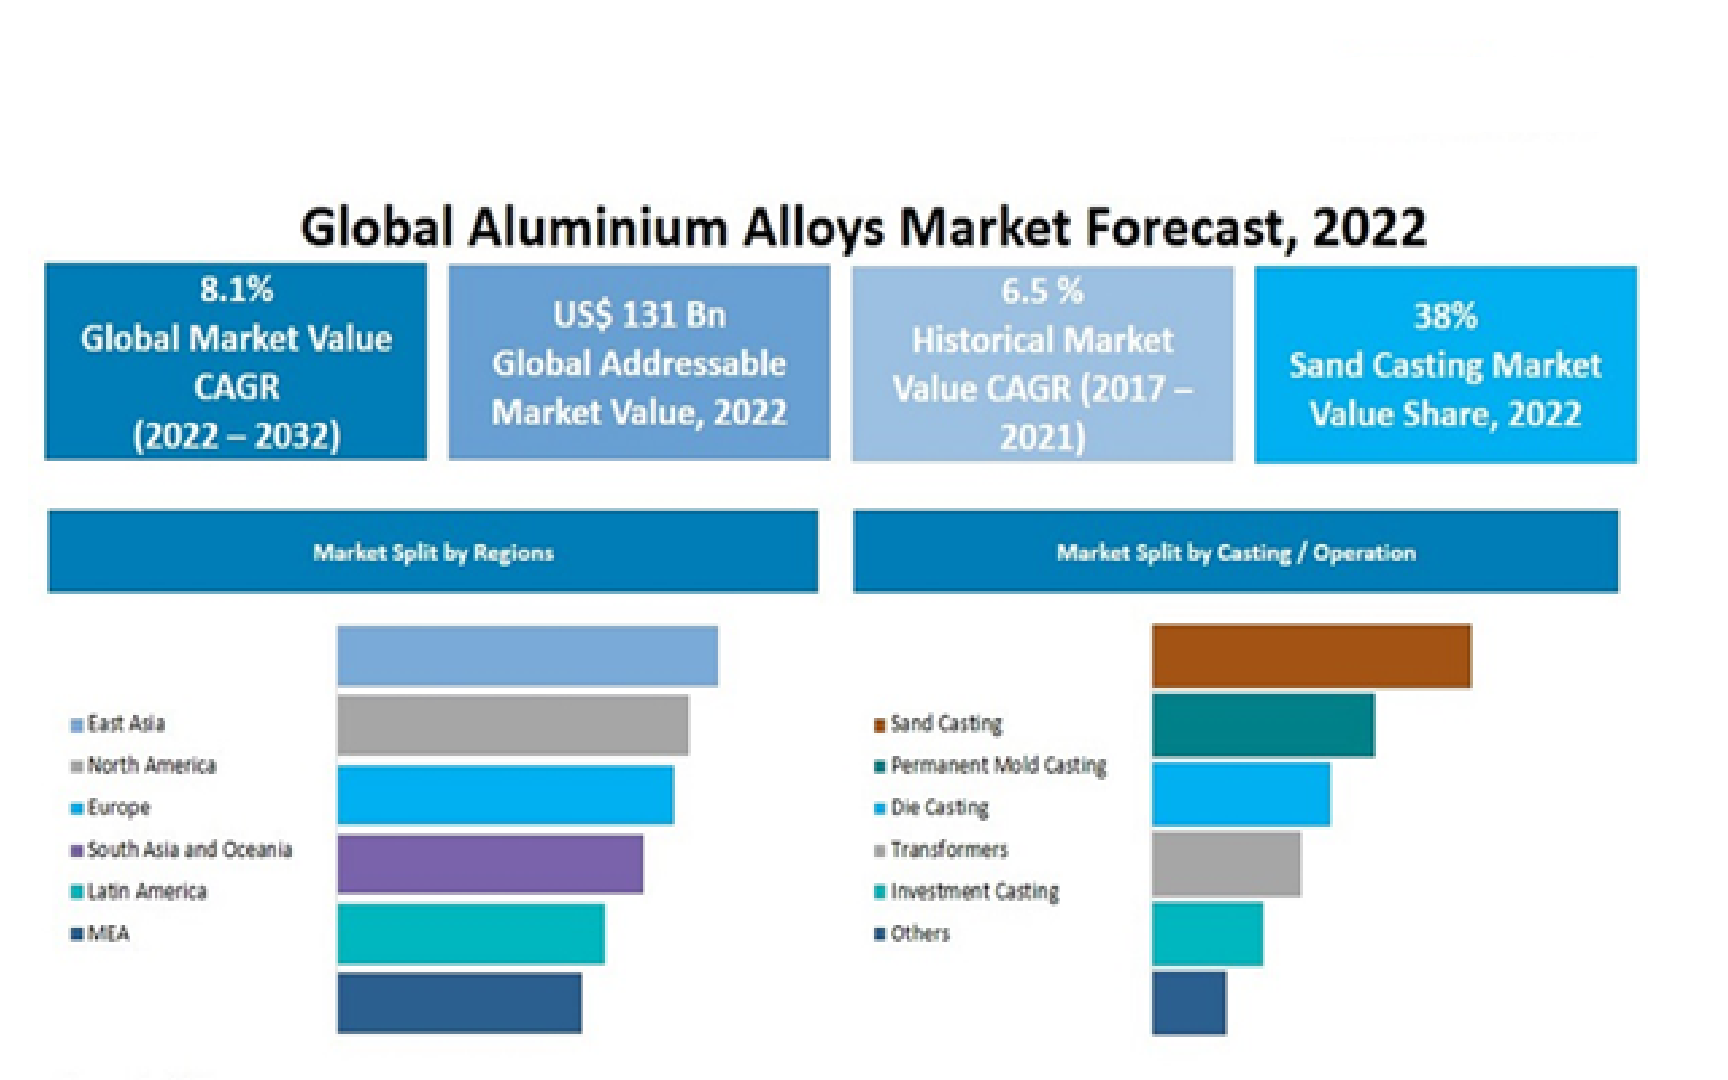 Global Aluminium Alloys Market Forecast, 2022
8.1%
Global Market Value
CAGR
(2022 – 2032)
US$ 131 Bn
Global Addressable
Market Value, 2022
6.5 %
Historical Market
Value CAGR (2017 –
2021)
38%
Sand Casting Market
Value Share, 2022
Market Split by Regions
East Asia
North America
Europe
South Asia and Oceania
Latin America
MEA
Market Split by Casting / Operation
Sand Casting
Permanent Mold Casting
Die Casting
Transformers
Investment Casting
Others